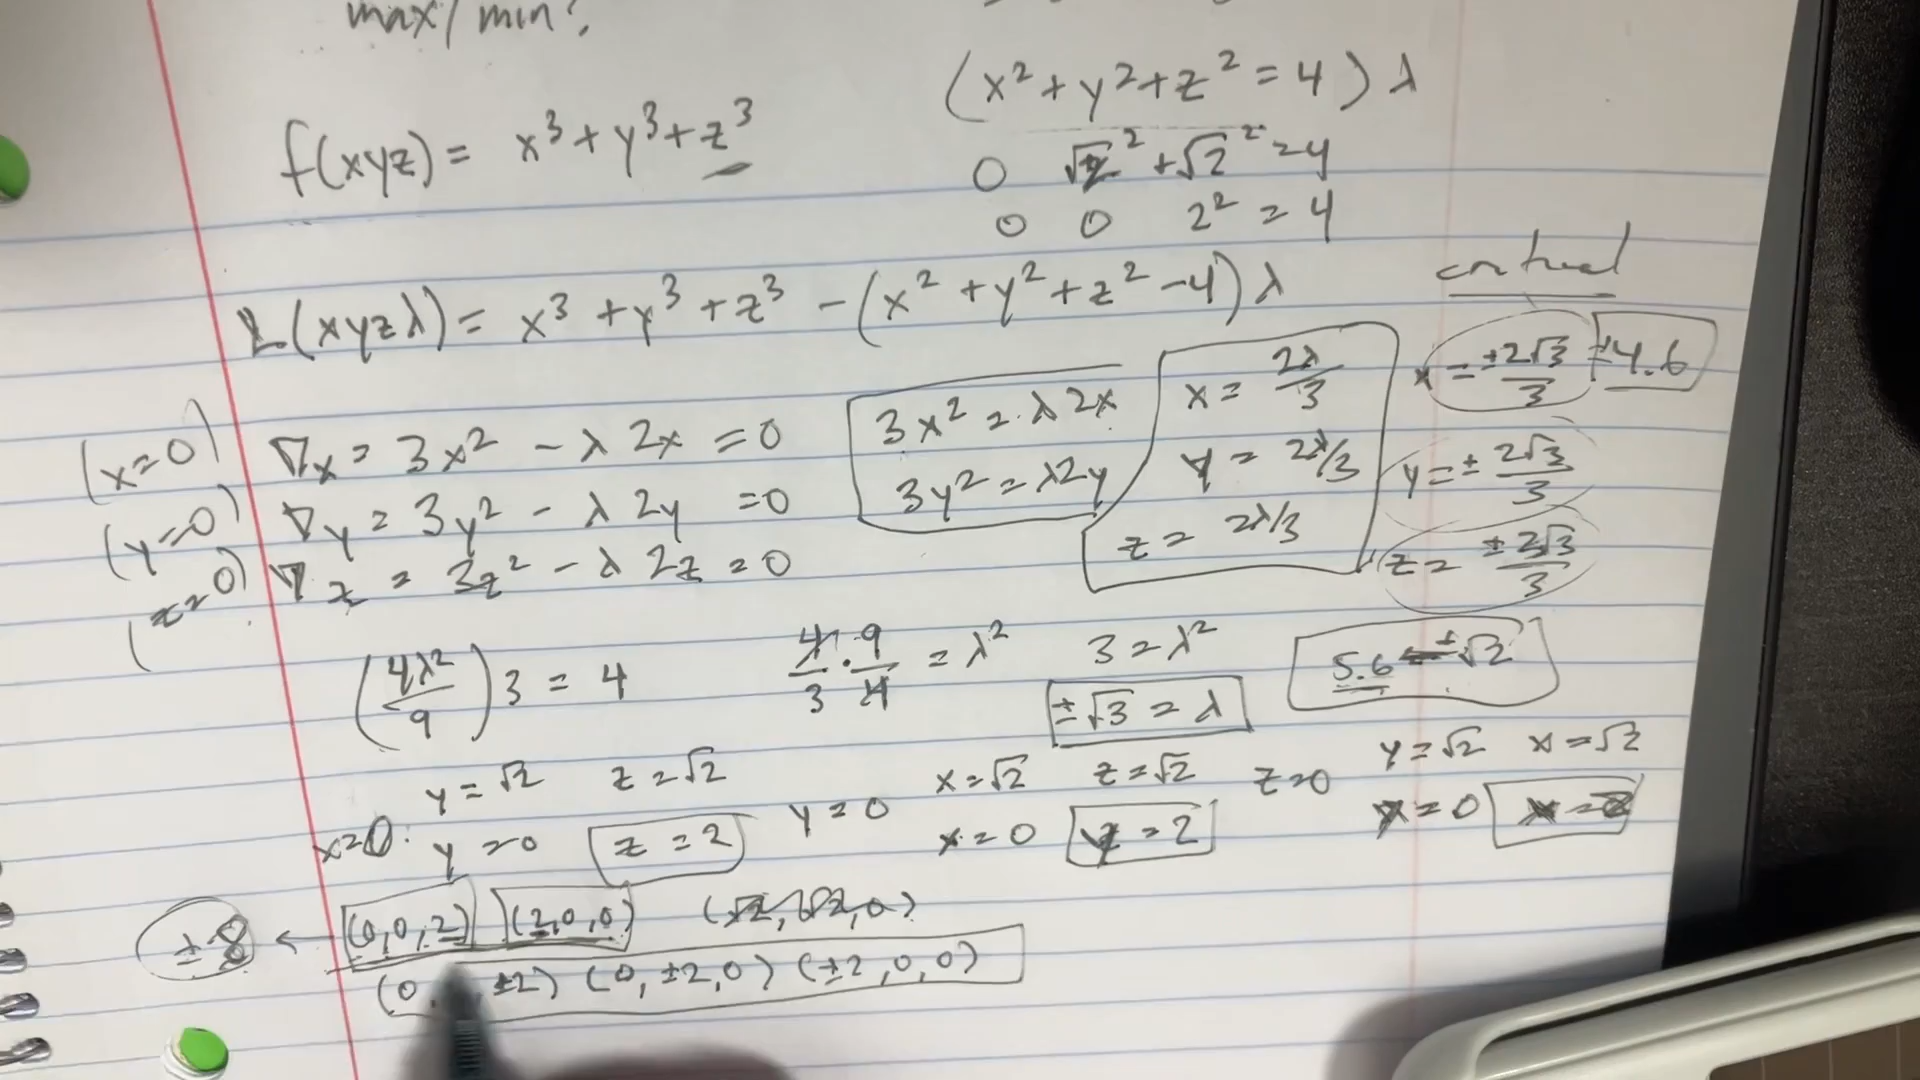 max/min?
(x² + y² + z² = 4) λ
f(xyz) = x³ + y³ + z³
0 √2² + √2² = 4
0 0 2² = 4
critical
L(xyzλ) = x³ + y³ + z³ - (x² + y² + z² - 4) λ
(x=0) ∇x = 3x² - λ 2x = 0
3x² = λ2x
x = 2λ/3
x = ±2√3/3 ±4.6
(y=0) ∇y = 3y² - λ 2y = 0
3y² = λ2y
y = 2λ/3
y = ±2√3/3
(z=0) ∇z = 3z² - λ 2z = 0
z = 2λ/3
z = ±2√3/3
(4λ²/9) 3 = 4
4/3 · 9/4 = λ²
3 = λ²
±√3 = λ
5.6 ±√2
x=0: y = √2 z = √2
y = 0 z = 2
y = 0
x = √2 z = √2
x = 0 z = 2
z = 0
y = √2 x = √2
y = 0
±8 ← (0,0,2) (2,0,0) (√2,√2,0)
(0, ±2) (0,±2,0) (±2,0,0)